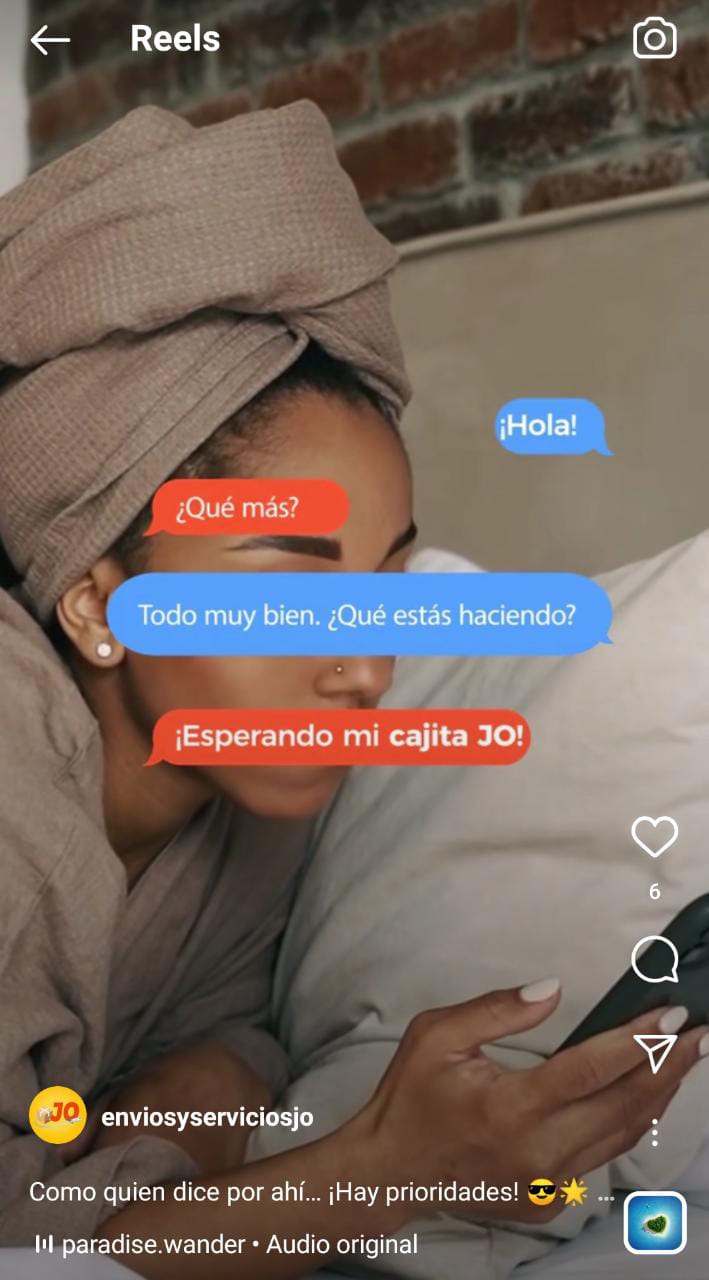 Reels
¡Hola!
¿Qué más?
Todo muy bien. ¿Qué estás haciendo?
¡Esperando mi cajita JO!
6
JO
enviosyserviciosjo
Como quien dice por ahí... ¡Hay prioridades! 😎🌟 ...
paradise.wander • Audio original